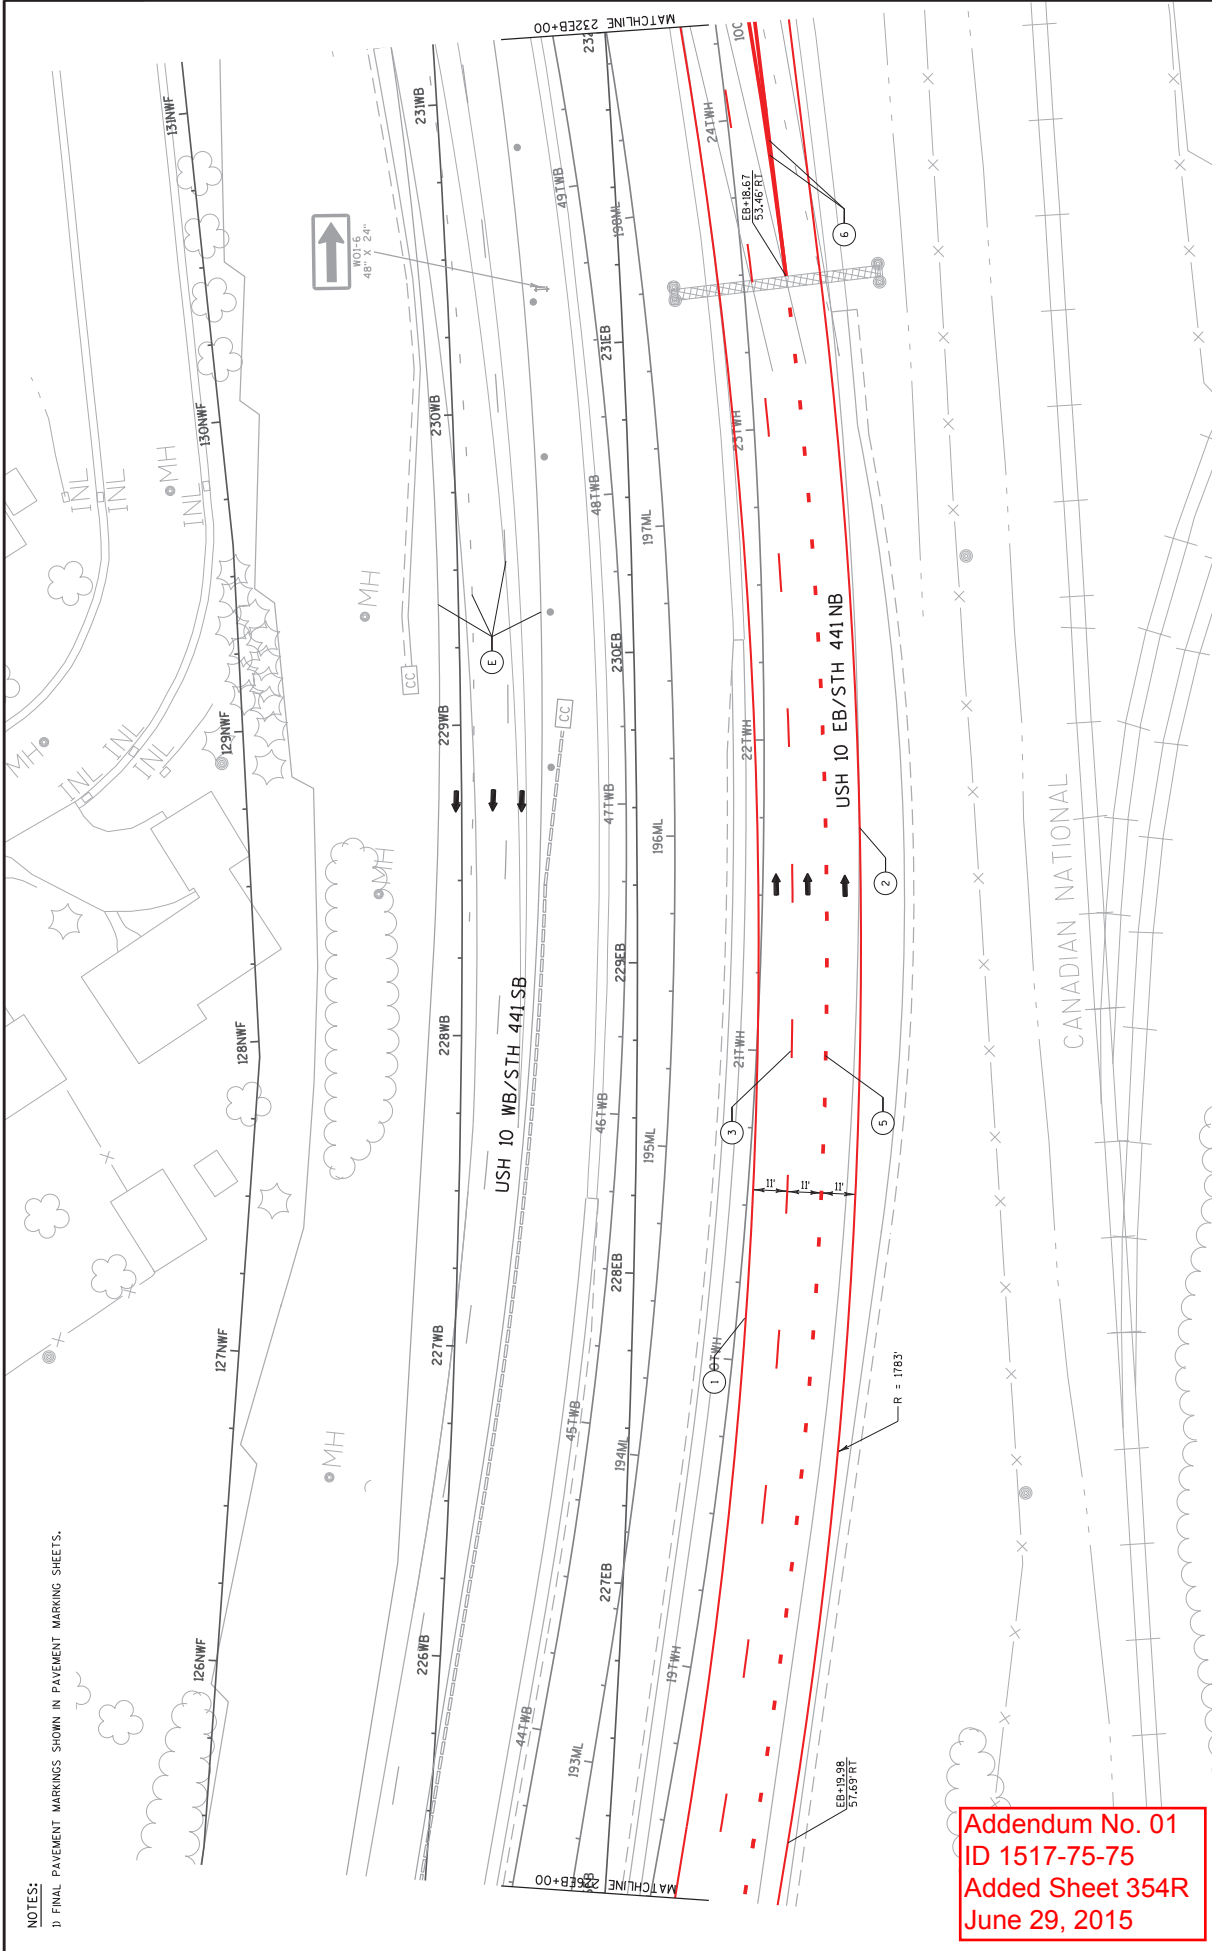 NOTES:
1) FINAL PAVEMENT MARKINGS SHOWN IN PAVEMENT MARKING SHEETS.
126NWF
127NWF
128NWF
129NWF
130NWF
131NWF
MH
MH
MH
MH
MH
INL
INL
INL
INL
INL
INL
W01-6
48" X 24"
CC
CC
226WB
227WB
228WB
229WB
230WB
231WB
E
USH 10 WB/STH 441 SB
44TWB
45TWB
46TWB
47TWB
48TWB
49TWB
MATCHLINE 226EB+00
227EB
228EB
229EB
230EB
231EB
MATCHLINE 232EB+00
193ML
194ML
195ML
196ML
197ML
198ML
19TWH
0TWH
21TWH
22TWH
23TWH
24TWH
100
1
3
11'
11'
11'
5
2
6
USH 10 EB/STH 441 NB
EB+18.67
53.46' RT
EB+19.98
57.69' RT
R = 1783'
CANADIAN NATIONAL
Addendum No. 01
ID 1517-75-75
Added Sheet 354R
June 29, 2015